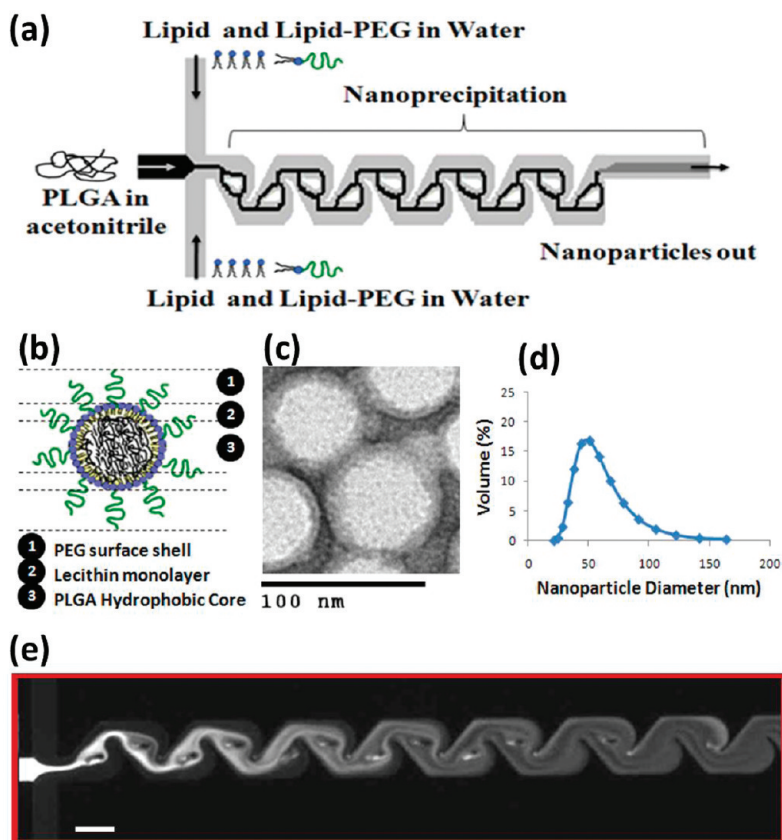 (a)
Lipid and Lipid-PEG in Water
Nanoprecipitation
PLGA in
acetonitrile
Nanoparticles out
Lipid and Lipid-PEG in Water
(b)
1
2
3
1 PEG surface shell
2 Lecithin monolayer
3 PLGA Hydrophobic Core
(c)
100 nm
(d)
Volume (%)
25
20
15
10
5
0
0 50 100 150 200
Nanoparticle Diameter (nm)
(e)